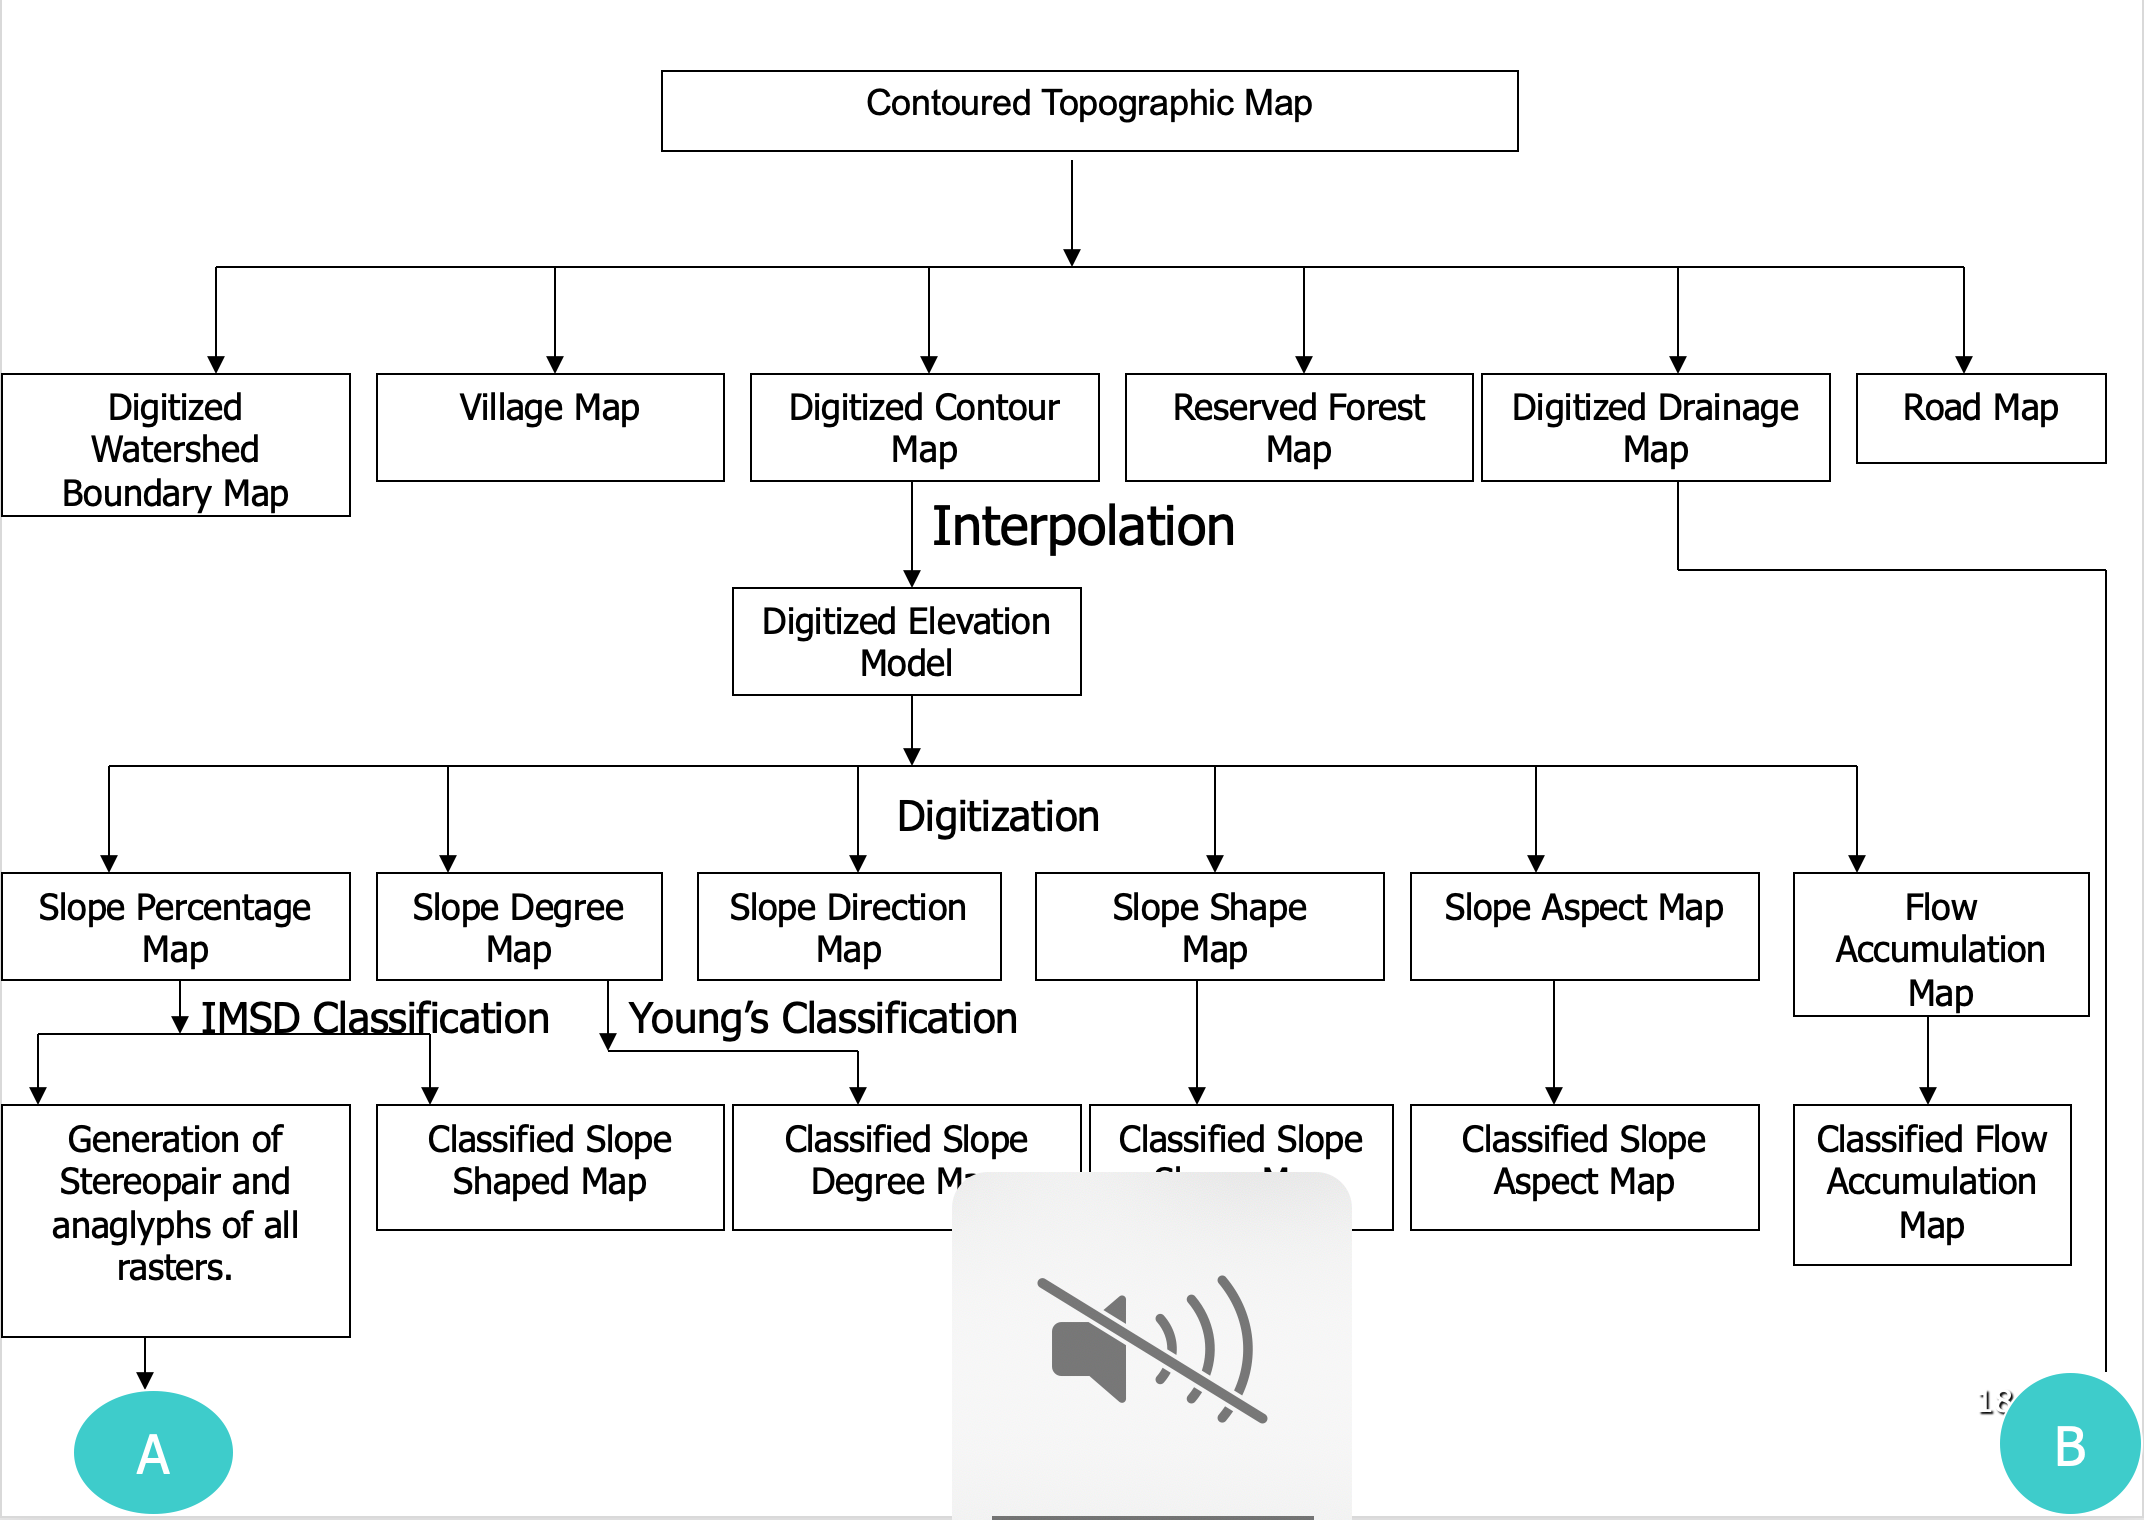 Contoured Topographic Map
Digitized
Watershed
Boundary Map
Village Map
Digitized Contour
Map
Reserved Forest
Map
Digitized Drainage
Map
Road Map
Interpolation
Digitized Elevation
Model
Digitization
Slope Percentage
Map
Slope Degree
Map
Slope Direction
Map
Slope Shape
Map
Slope Aspect Map
Flow
Accumulation
Map
IMSD Classification
Young’s Classification
Generation of
Stereopair and
anaglyphs of all
rasters.
Classified Slope
Shaped Map
Classified Slope
Degree
Classified Slope
Classified Slope
Aspect Map
Classified Flow
Accumulation
Map
A
18
B